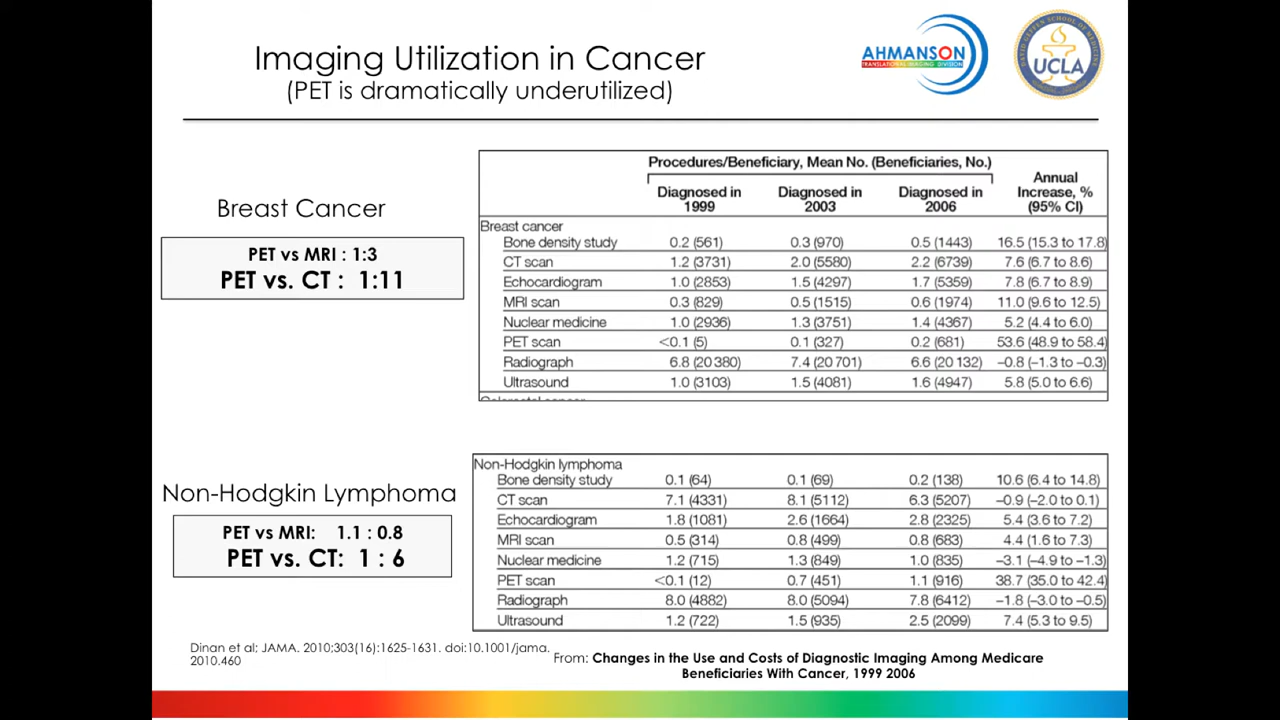 Imaging Utilization in Cancer
(PET is dramatically underutilized)
AHMANSON
TRANSLATIONAL IMAGING DIVISION
DAVID GEFFEN SCHOOL OF MEDICINE
UCLA
Breast Cancer
PET vs MRI : 1:3
PET vs. CT : 1:11
Procedures/Beneficiary, Mean No. (Beneficiaries, No.)
Diagnosed in 1999 Diagnosed in 2003 Diagnosed in 2006 Annual Increase, % (95% CI)
Breast cancer
Bone density study 0.2 (561) 0.3 (970) 0.5 (1443) 16.5 (15.3 to 17.8)
CT scan 1.2 (3731) 2.0 (5580) 2.2 (6739) 7.6 (6.7 to 8.6)
Echocardiogram 1.0 (2853) 1.5 (4297) 1.7 (5359) 7.8 (6.7 to 8.9)
MRI scan 0.3 (829) 0.5 (1515) 0.6 (1974) 11.0 (9.6 to 12.5)
Nuclear medicine 1.0 (2936) 1.3 (3751) 1.4 (4367) 5.2 (4.4 to 6.0)
PET scan <0.1 (5) 0.1 (327) 0.2 (681) 53.6 (48.9 to 58.4)
Radiograph 6.8 (20 380) 7.4 (20 701) 6.6 (20 132) –0.8 (–1.3 to –0.3)
Ultrasound 1.0 (3103) 1.5 (4081) 1.6 (4947) 5.8 (5.0 to 6.6)
Non-Hodgkin Lymphoma
PET vs MRI: 1.1 : 0.8
PET vs. CT: 1 : 6
Non-Hodgkin lymphoma
Bone density study 0.1 (64) 0.1 (69) 0.2 (138) 10.6 (6.4 to 14.8)
CT scan 7.1 (4331) 8.1 (5112) 6.3 (5207) –0.9 (–2.0 to 0.1)
Echocardiogram 1.8 (1081) 2.6 (1664) 2.8 (2325) 5.4 (3.6 to 7.2)
MRI scan 0.5 (314) 0.8 (499) 0.8 (683) 4.4 (1.6 to 7.3)
Nuclear medicine 1.2 (715) 1.3 (849) 1.0 (835) –3.1 (–4.9 to –1.3)
PET scan <0.1 (12) 0.7 (451) 1.1 (916) 38.7 (35.0 to 42.4)
Radiograph 8.0 (4882) 8.0 (5094) 7.8 (6412) –1.8 (–3.0 to –0.5)
Ultrasound 1.2 (722) 1.5 (935) 2.5 (2099) 7.4 (5.3 to 9.5)
Dinan et al; JAMA. 2010;303(16):1625-1631. doi:10.1001/jama.
2010.460
From: Changes in the Use and Costs of Diagnostic Imaging Among Medicare
Beneficiaries With Cancer, 1999 2006